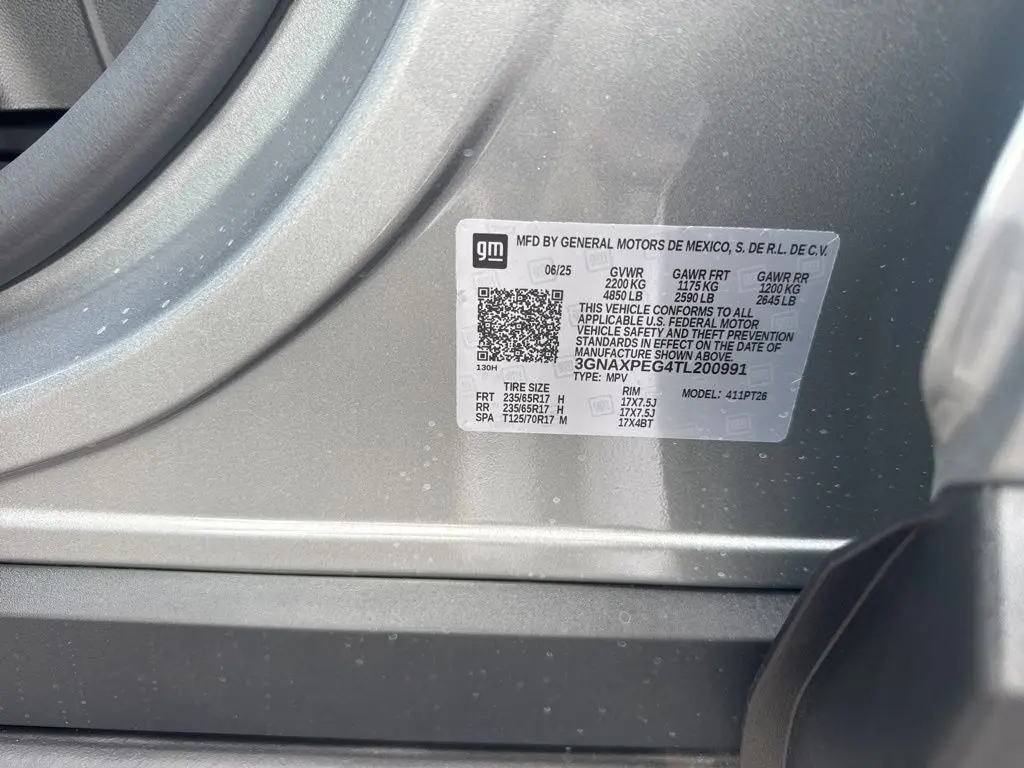 gm MFD BY GENERAL MOTORS DE MEXICO, S. DE R.L. DE C.V.
06/25 GVWR GAWR FRT GAWR RR
2200 KG 1175 KG 1200 KG
4850 LB 2590 LB 2645 LB
THIS VEHICLE CONFORMS TO ALL
APPLICABLE U.S. FEDERAL MOTOR
VEHICLE SAFETY AND THEFT PREVENTION
STANDARDS IN EFFECT ON THE DATE OF
MANUFACTURE SHOWN ABOVE.
130H 3GNAXPEG4TL200991
TYPE: MPV
TIRE SIZE RIM MODEL: 411PT26
FRT 235/65R17 H 17X7.5J
RR 235/65R17 H 17X7.5J
SPA T125/70R17 M 17X4BT